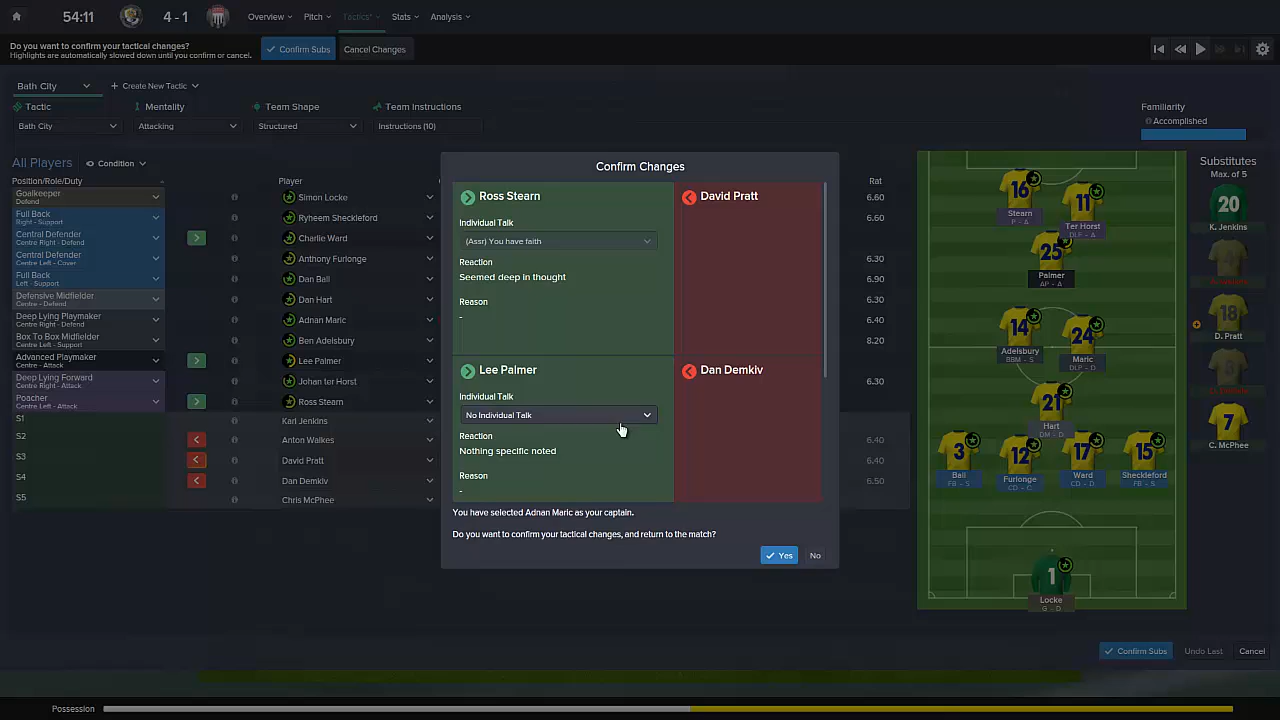 54:11
4 - 1
Overview
Pitch
Tactics*
Stats
Analysis
Do you want to confirm your tactical changes?
Highlights are automatically slowed down until you confirm or cancel.
Confirm Subs
Cancel Changes
Bath City
Create New Tactic
Tactic
Mentality
Team Shape
Team Instructions
Bath City
Attacking
Structured
Instructions (10)
Familiarity
Accomplished
All Players
Condition
Position/Role/Duty
Player
Rat
Goalkeeper
Defend
Simon Locke
6.60
Full Back
Right - Support
Ryheem Sheckleford
6.60
Central Defender
Centre Right - Defend
Charlie Ward
Central Defender
Centre Left - Cover
Anthony Furlonge
6.30
Full Back
Left - Support
Dan Ball
6.90
Defensive Midfielder
Centre - Defend
Dan Hart
6.30
Deep Lying Playmaker
Centre Right - Defend
Adnan Maric
6.40
Box To Box Midfielder
Centre Left - Support
Ben Adelsbury
8.20
Advanced Playmaker
Centre - Attack
Lee Palmer
Deep Lying Forward
Centre Right - Attack
Johan ter Horst
6.30
Poacher
Centre Left - Attack
Ross Stearn
S1
Karl Jenkins
S2
Anton Walkes
6.40
S3
David Pratt
6.40
S4
Dan Demkiv
6.50
S5
Chris McPhee
Confirm Changes
Ross Stearn
David Pratt
Individual Talk
(Assr) You have faith
Reaction
Seemed deep in thought
Reason
-
Lee Palmer
Dan Demkiv
Individual Talk
No Individual Talk
Reaction
Nothing specific noted
Reason
-
You have selected Adnan Maric as your captain.
Do you want to confirm your tactical changes, and return to the match?
Yes
No
16
Stearn
P - A
11
Ter Horst
DLF - A
25
Palmer
AP - A
14
Adelsbury
BBM - S
24
Maric
DLP - D
21
Hart
DM - D
3
Ball
FB - S
12
Furlonge
CD - C
17
Ward
CD - D
15
Sheckleford
FB - S
1
Locke
G - D
Substitutes
Max. of 5
20
K. Jenkins
18
D. Pratt
7
C. McPhee
Confirm Subs
Undo Last
Cancel
Possession